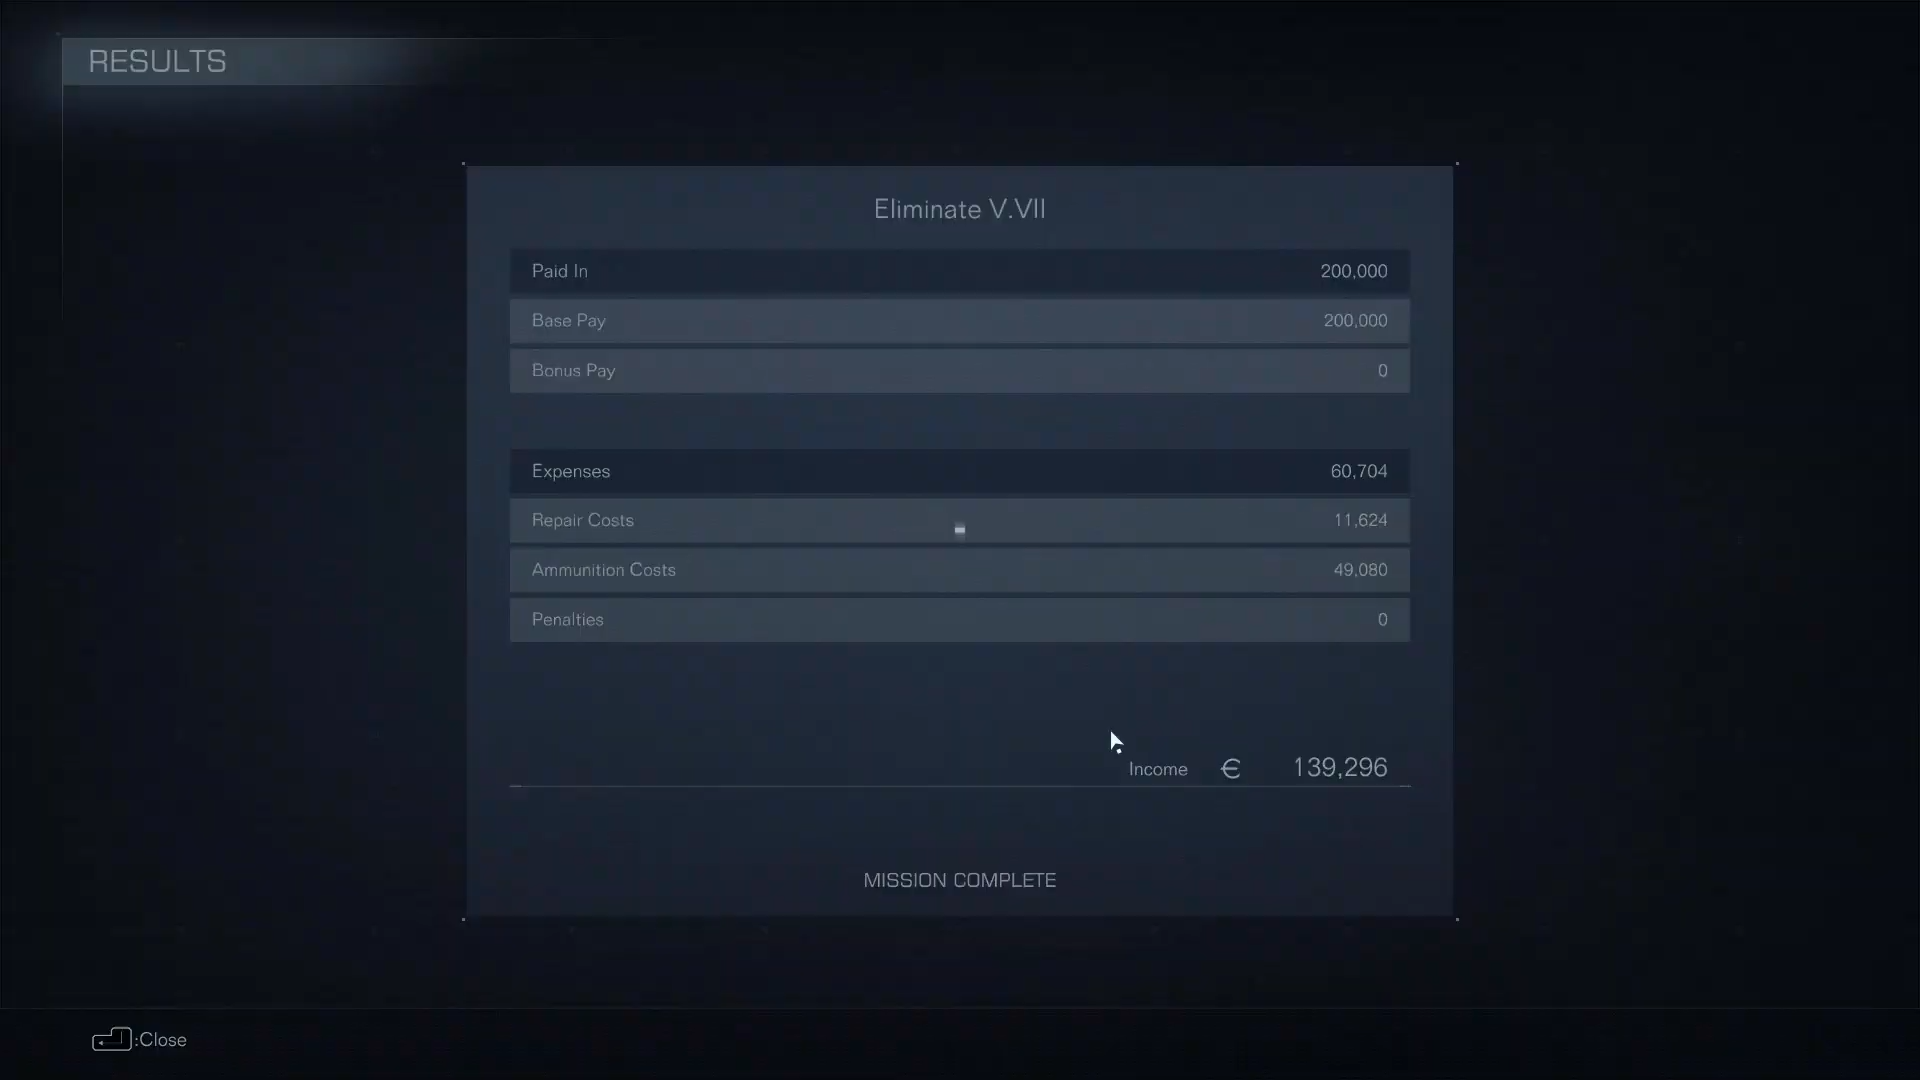 RESULTS
Eliminate V.VII
Paid In 200,000
Base Pay 200,000
Bonus Pay 0
Expenses 60,704
Repair Costs 11,624
Ammunition Costs 49,080
Penalties 0
Income € 139,296
MISSION COMPLETE
:Close